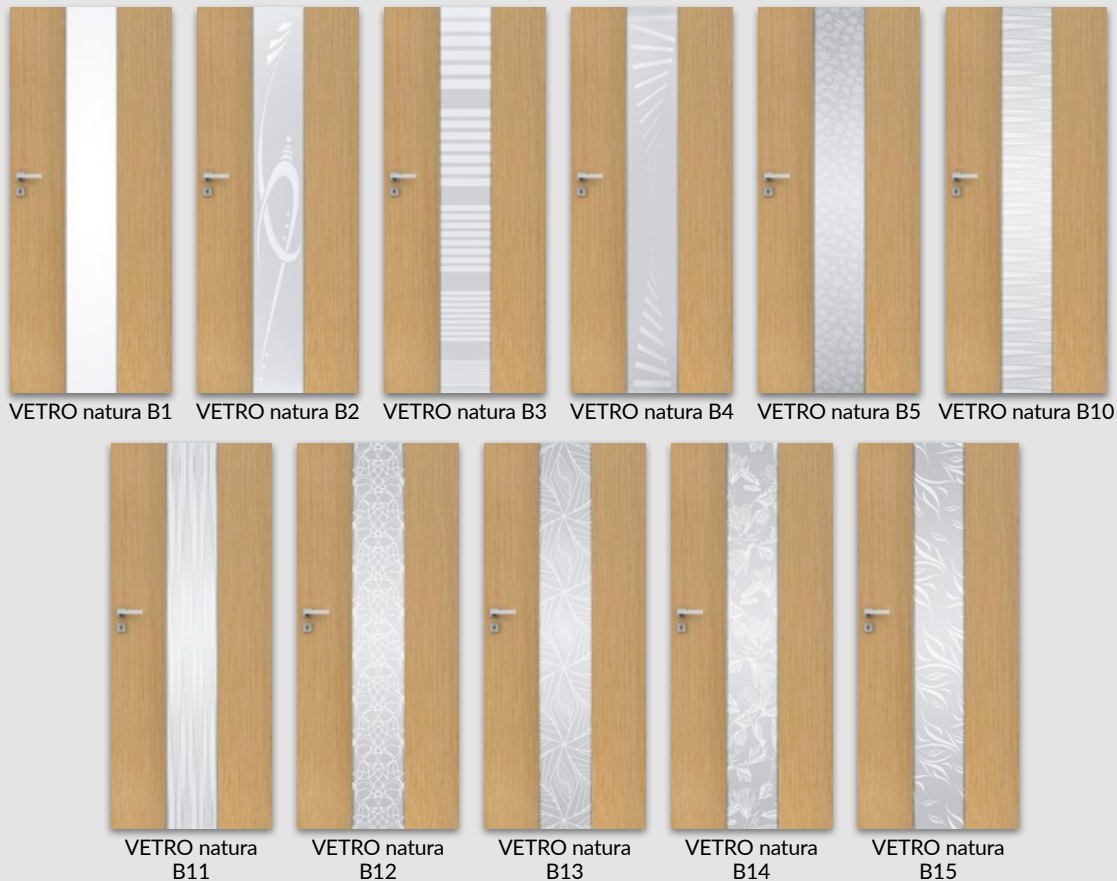 VETRO natura B1
VETRO natura B2
VETRO natura B3
VETRO natura B4
VETRO natura B5
VETRO natura B10
VETRO natura
B11
VETRO natura
B12
VETRO natura
B13
VETRO natura
B14
VETRO natura
B15